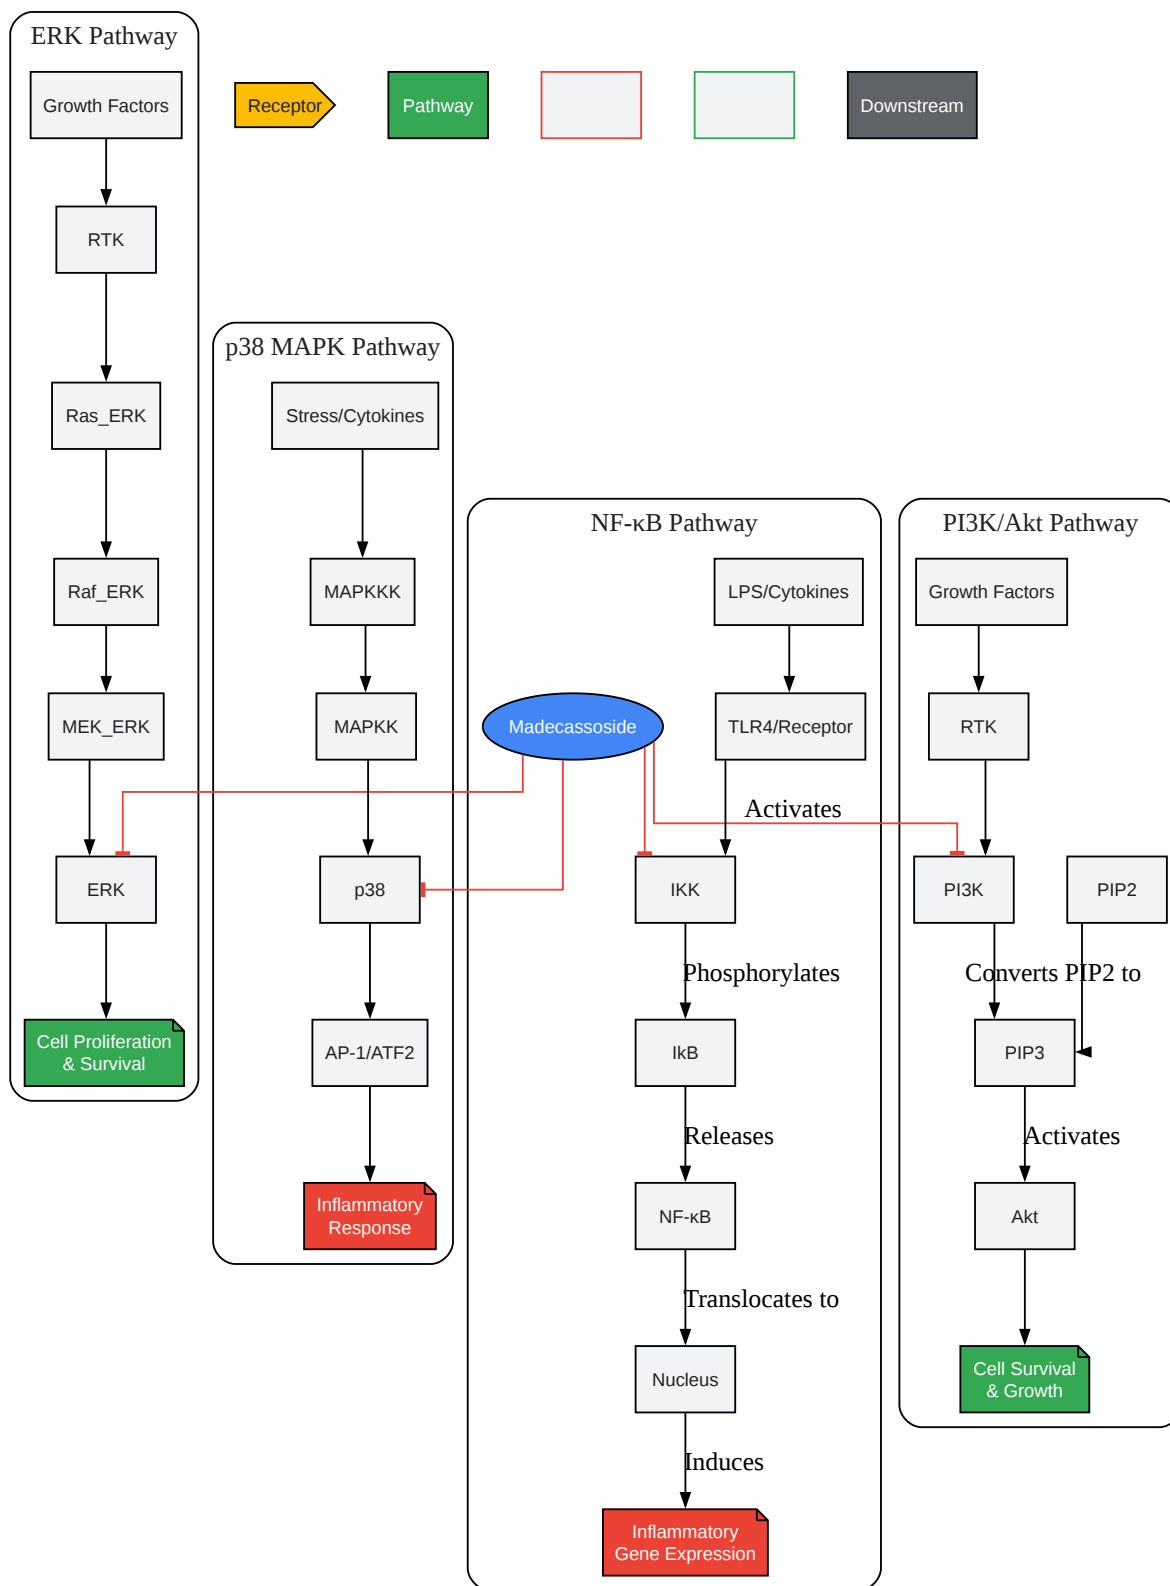 ERK Pathway
Growth Factors
RTK
Ras_ERK
Raf_ERK
MEK_ERK
ERK
Cell Proliferation
& Survival
Receptor
Pathway
Downstream
p38 MAPK Pathway
Stress/Cytokines
MAPKKK
MAPKK
p38
AP-1/ATF2
Inflammatory
Response
NF-κB Pathway
LPS/Cytokines
Madecassoside
TLR4/Receptor
Activates
IKK
Phosphorylates
IkB
Releases
NF-κB
Translocates to
Nucleus
Induces
Inflammatory
Gene Expression
PI3K/Akt Pathway
Growth Factors
RTK
PI3K
PIP2
Converts PIP2 to
PIP3
Activates
Akt
Cell Survival
& Growth